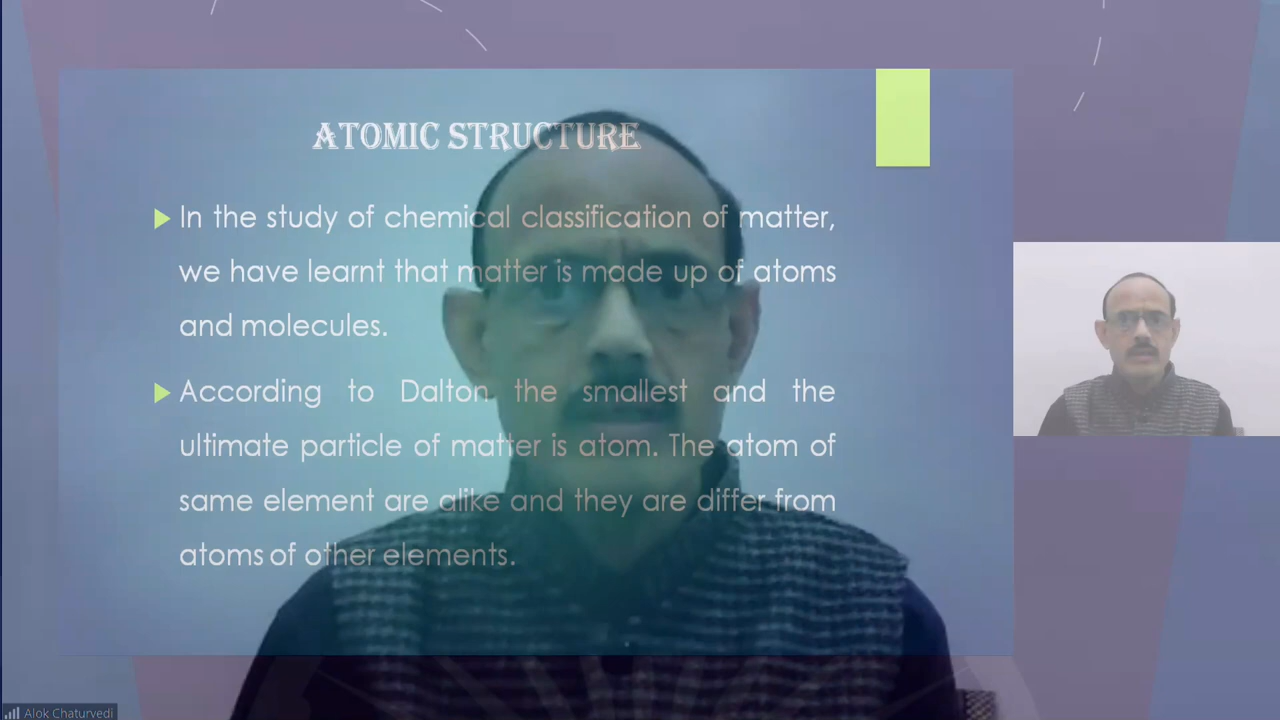 ATOMIC STRUCTURE
In the study of chemical classification of matter,
we have learnt that matter is made up of atoms
and molecules.
According to Dalton the smallest and the
ultimate particle of matter is atom. The atom of
same element are alike and they are differ from
atoms of other elements.
Alok Chaturvedi